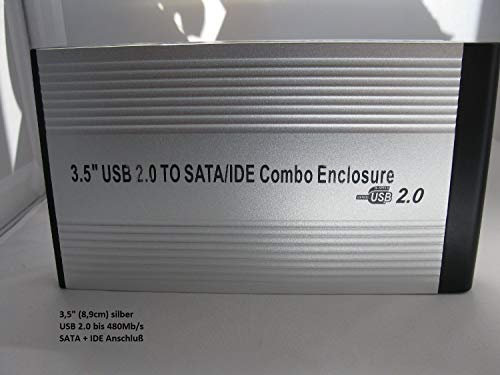 3.5" USB 2.0 TO SATA/IDE Combo Enclosure
USB 2.0
3,5" (8,9cm) silber
USB 2.0 bis 480Mb/s
SATA + IDE Anschluß